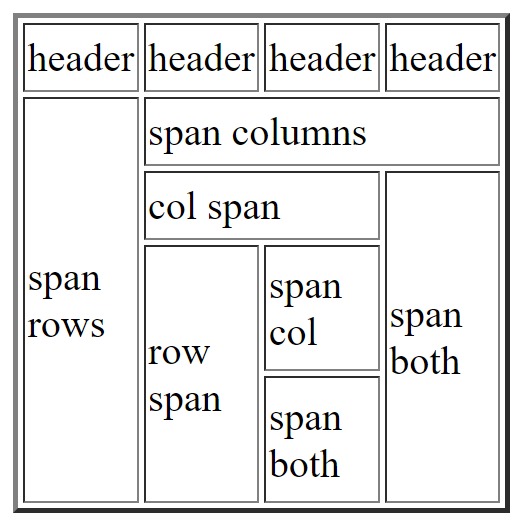 header header header header
span columns
col span
span
rows
row
span
span
col
span
both
span
both